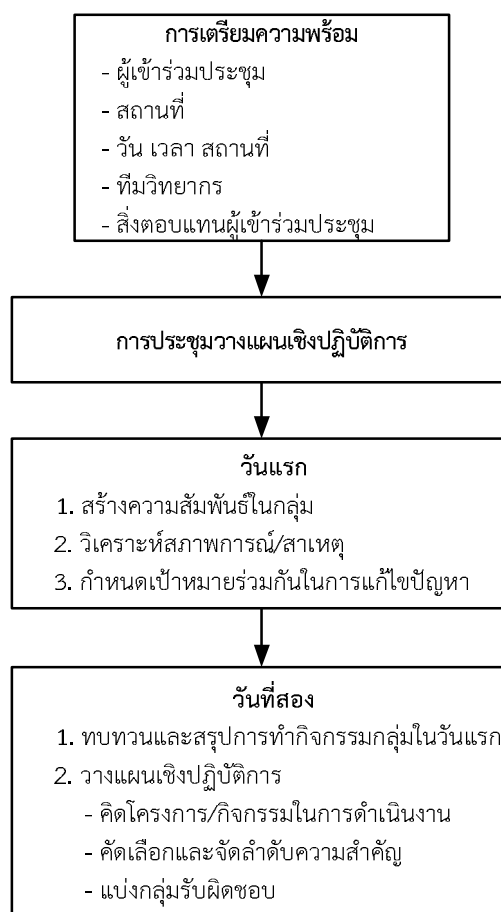 การเตรียมความพร้อม
- ผู้เข้าร่วมประชุม
- สถานที่
- วัน เวลา สถานที่
- ทีมวิทยากร
- สิ่งตอบแทนผู้เข้าร่วมประชุม
การประชุมวางแผนเชิงปฏิบัติการ
วันแรก
1. สร้างความสัมพันธ์ในกลุ่ม
2. วิเคราะห์สภาพการณ์/สาเหตุ
3. กำหนดเป้าหมายร่วมกันในการแก้ไขปัญหา
วันที่สอง
1. ทบทวนและสรุปการทำกิจกรรมกลุ่มในวันแรก
2. วางแผนเชิงปฏิบัติการ
- คิดโครงการ/กิจกรรมในการดำเนินงาน
- คัดเลือกและจัดลำดับความสำคัญ
- แบ่งกลุ่มรับผิดชอบ